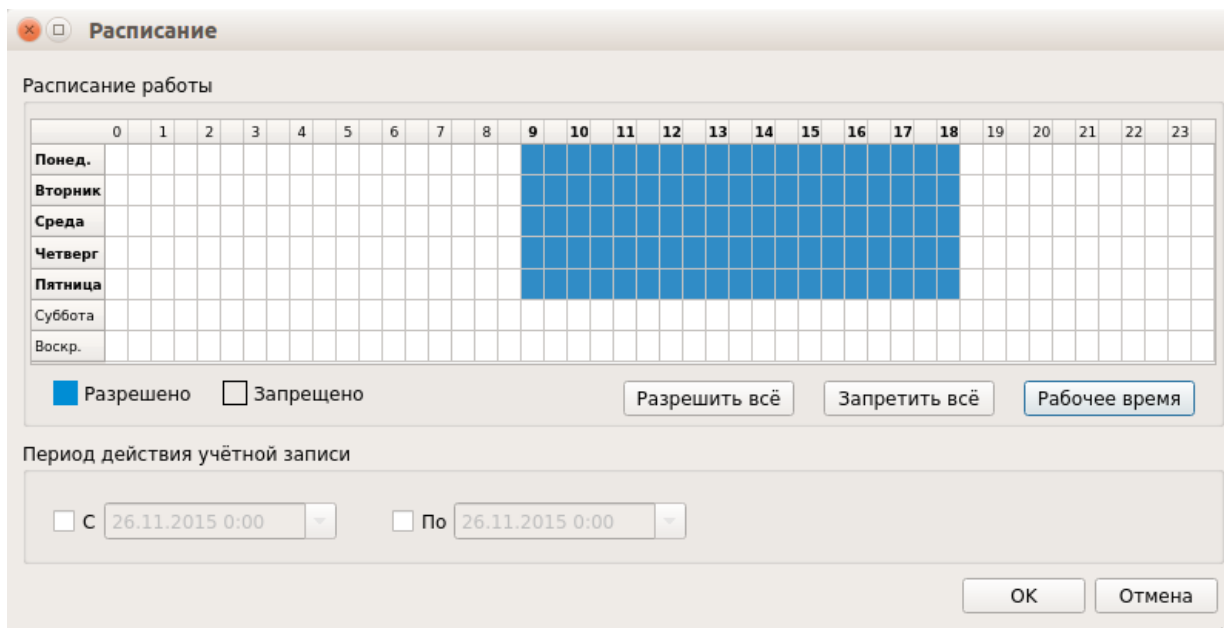 Расписание
Расписание работы
0 1 2 3 4 5 6 7 8 9 10 11 12 13 14 15 16 17 18 19 20 21 22 23
Понед.
Вторник
Среда
Четверг
Пятница
Суббота
Воскр.
Разрешено Запрещено Разрешить всё Запретить всё Рабочее время
Период действия учётной записи
С 26.11.2015 0:00 По 26.11.2015 0:00
OK Отмена